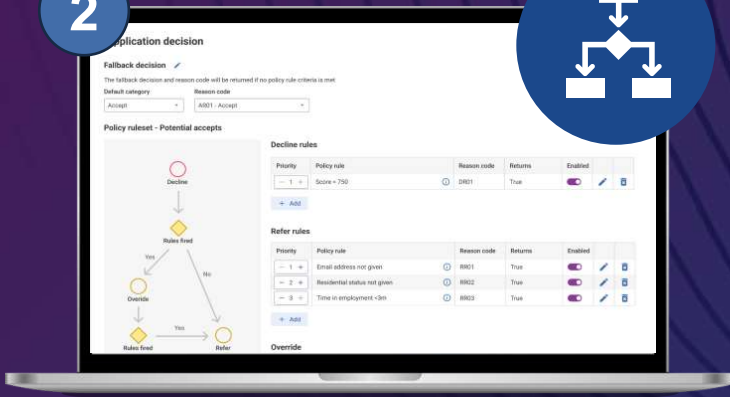 2
Application decision
Fallback decision
The fallback decision and reason code will be returned if no policy rule criteria is met
Default category Reason code
Accept A901 - Accept
Policy ruleset - Potential accepts
Decline rules
Priority Policy rule Reason code Returns Enabled
− 1 + Score < 750 DR01 True
+ Add
Refer rules
Priority Policy rule Reason code Returns Enabled
− 1 + Email address not given RR01 True
− 2 + Residential status not given RR02 True
− 3 + Time in employment <3m RR03 True
+ Add
Override
Decline
Rules fired
Yes
No
Override
Yes
Rules fired
Refer